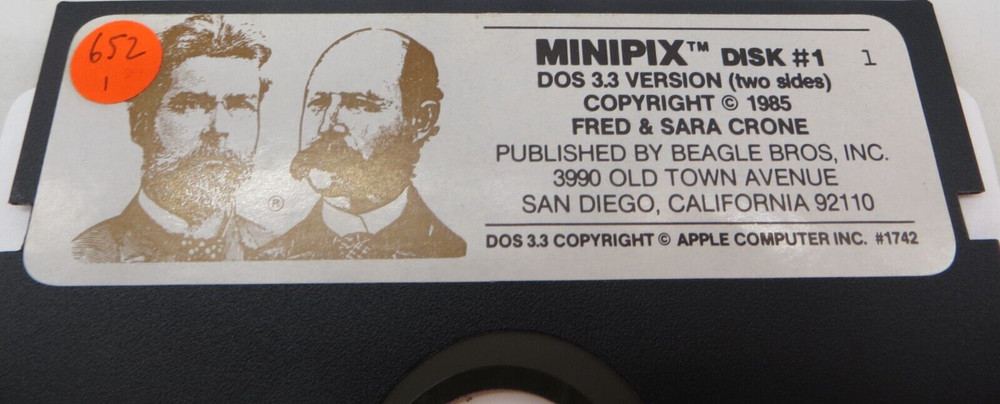 652
1
MINIPIX™ DISK #1 1
DOS 3.3 VERSION (two sides)
COPYRIGHT © 1985
FRED & SARA CRONE
PUBLISHED BY BEAGLE BROS, INC.
3990 OLD TOWN AVENUE
SAN DIEGO, CALIFORNIA 92110
®
DOS 3.3 COPYRIGHT © APPLE COMPUTER INC. #1742